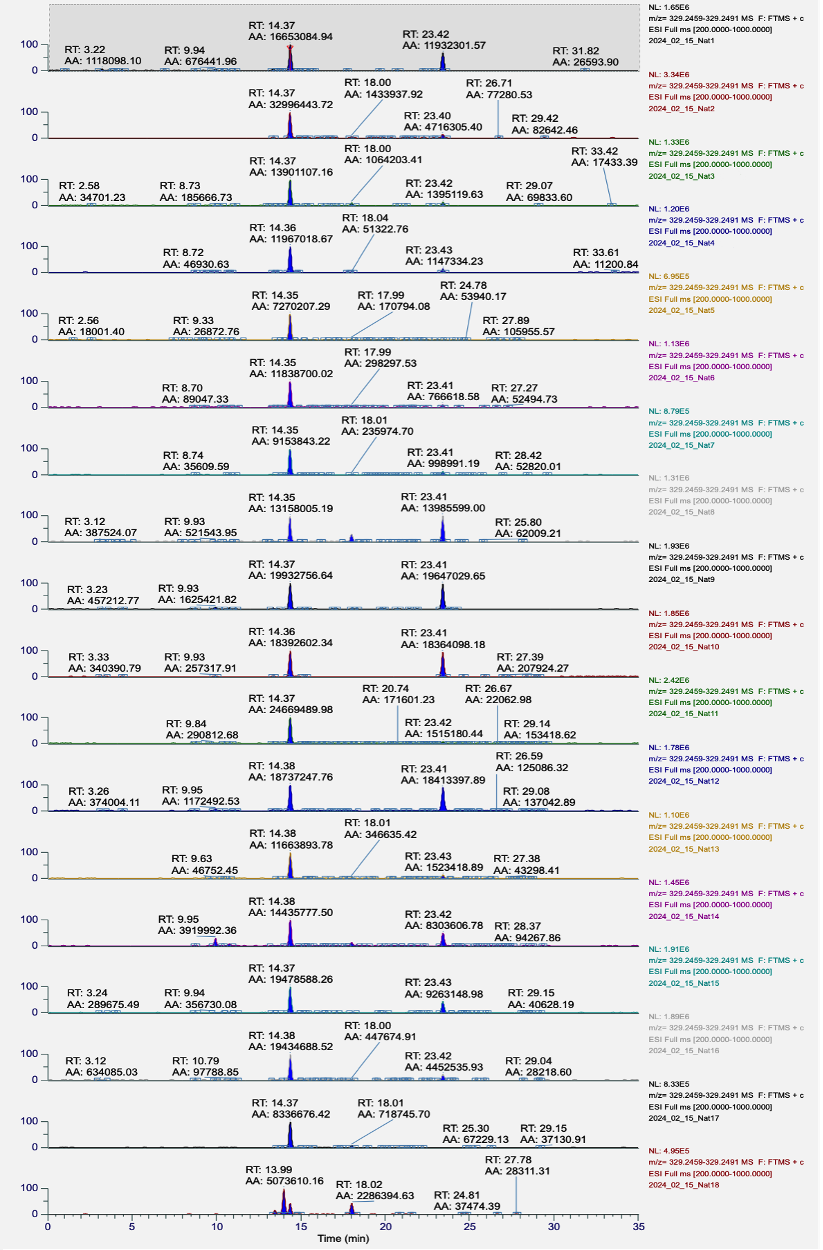 NL: 1.65E6
m/z= 329.2459-329.2491 MS F: FTMS + c
ESI Full ms [200.0000-1000.0000]
2024_02_15_Nat1
RT: 3.22
AA: 1118098.10
RT: 9.94
AA: 676441.96
RT: 14.37
AA: 16653084.94
RT: 23.42
AA: 11932301.57
RT: 31.82
AA: 26593.90
100
0
NL: 3.34E6
m/z= 329.2459-329.2491 MS F: FTMS + c
ESI Full ms [200.0000-1000.0000]
2024_02_15_Nat2
RT: 14.37
AA: 32996443.72
RT: 18.00
AA: 1433937.92
RT: 23.40
AA: 4716305.40
RT: 26.71
AA: 77280.53
RT: 29.42
AA: 82642.46
100
0
NL: 1.33E6
m/z= 329.2459-329.2491 MS F: FTMS + c
ESI Full ms [200.0000-1000.0000]
2024_02_15_Nat3
RT: 2.58
AA: 34701.23
RT: 8.73
AA: 185666.73
RT: 14.37
AA: 13901107.16
RT: 18.00
AA: 1064203.41
RT: 23.42
AA: 1395119.63
RT: 29.07
AA: 69833.60
RT: 33.42
AA: 17433.39
100
0
NL: 1.20E6
m/z= 329.2459-329.2491 MS F: FTMS + c
ESI Full ms [200.0000-1000.0000]
2024_02_15_Nat4
RT: 8.72
AA: 46930.63
RT: 14.36
AA: 11967018.67
RT: 18.04
AA: 51322.76
RT: 23.43
AA: 1147334.23
RT: 33.61
AA: 11200.84
100
0
NL: 6.95E5
m/z= 329.2459-329.2491 MS F: FTMS + c
ESI Full ms [200.0000-1000.0000]
2024_02_15_Nat5
RT: 2.56
AA: 18001.40
RT: 9.33
AA: 26872.76
RT: 14.35
AA: 7270207.29
RT: 17.99
AA: 170794.08
RT: 24.78
AA: 53940.17
RT: 27.89
AA: 105955.57
100
0
NL: 1.13E6
m/z= 329.2459-329.2491 MS F: FTMS + c
ESI Full ms [200.0000-1000.0000]
2024_02_15_Nat6
RT: 8.70
AA: 89047.33
RT: 14.35
AA: 11838700.02
RT: 17.99
AA: 298297.53
RT: 23.41
AA: 766618.58
RT: 27.27
AA: 52494.73
100
0
NL: 8.79E5
m/z= 329.2459-329.2491 MS F: FTMS + c
ESI Full ms [200.0000-1000.0000]
2024_02_15_Nat7
RT: 8.74
AA: 35609.59
RT: 14.35
AA: 9153843.22
RT: 18.01
AA: 235974.70
RT: 23.41
AA: 998991.19
RT: 28.42
AA: 52820.01
100
0
NL: 1.31E6
m/z= 329.2459-329.2491 MS F: FTMS + c
ESI Full ms [200.0000-1000.0000]
2024_02_15_Nat8
RT: 3.12
AA: 387524.07
RT: 9.93
AA: 521543.95
RT: 14.35
AA: 13158005.19
RT: 23.41
AA: 13985599.00
RT: 25.80
AA: 62009.21
100
0
NL: 1.93E6
m/z= 329.2459-329.2491 MS F: FTMS + c
ESI Full ms [200.0000-1000.0000]
2024_02_15_Nat9
RT: 3.23
AA: 457212.77
RT: 9.93
AA: 1625421.82
RT: 14.37
AA: 19932756.64
RT: 23.41
AA: 19647029.65
100
0
NL: 1.85E6
m/z= 329.2459-329.2491 MS F: FTMS + c
ESI Full ms [200.0000-1000.0000]
2024_02_15_Nat10
RT: 3.33
AA: 340390.79
RT: 9.93
AA: 257317.91
RT: 14.36
AA: 18392602.34
RT: 23.41
AA: 18364098.18
RT: 27.39
AA: 207924.27
100
0
NL: 2.42E6
m/z= 329.2459-329.2491 MS F: FTMS + c
ESI Full ms [200.0000-1000.0000]
2024_02_15_Nat11
RT: 9.84
AA: 290812.68
RT: 14.37
AA: 24669489.98
RT: 20.74
AA: 171601.23
RT: 23.42
AA: 1515180.44
RT: 26.67
AA: 22062.98
RT: 29.14
AA: 153418.62
100
0
NL: 1.78E6
m/z= 329.2459-329.2491 MS F: FTMS + c
ESI Full ms [200.0000-1000.0000]
2024_02_15_Nat12
RT: 3.26
AA: 374004.11
RT: 9.95
AA: 1172492.53
RT: 14.38
AA: 18737247.76
RT: 23.41
AA: 18413397.89
RT: 26.59
AA: 125086.32
RT: 29.08
AA: 137042.89
100
0
NL: 1.10E6
m/z= 329.2459-329.2491 MS F: FTMS + c
ESI Full ms [200.0000-1000.0000]
2024_02_15_Nat13
RT: 9.63
AA: 46752.45
RT: 14.38
AA: 11663893.78
RT: 18.01
AA: 346635.42
RT: 23.43
AA: 1523418.89
RT: 27.38
AA: 43298.41
100
0
NL: 1.45E6
m/z= 329.2459-329.2491 MS F: FTMS + c
ESI Full ms [200.0000-1000.0000]
2024_02_15_Nat14
RT: 9.95
AA: 3919992.36
RT: 14.38
AA: 14435777.50
RT: 23.42
AA: 8303606.78
RT: 28.37
AA: 94267.86
100
0
NL: 1.91E6
m/z= 329.2459-329.2491 MS F: FTMS + c
ESI Full ms [200.0000-1000.0000]
2024_02_15_Nat15
RT: 3.24
AA: 289675.49
RT: 9.94
AA: 356730.08
RT: 14.37
AA: 19478588.26
RT: 23.43
AA: 9263148.98
RT: 29.15
AA: 40628.19
100
0
NL: 1.89E6
m/z= 329.2459-329.2491 MS F: FTMS + c
ESI Full ms [200.0000-1000.0000]
2024_02_15_Nat16
RT: 3.12
AA: 634085.03
RT: 10.79
AA: 97788.85
RT: 14.38
AA: 19434688.52
RT: 18.00
AA: 447674.91
RT: 23.42
AA: 4452535.93
RT: 29.04
AA: 28218.60
100
0
NL: 8.33E5
m/z= 329.2459-329.2491 MS F: FTMS + c
ESI Full ms [200.0000-1000.0000]
2024_02_15_Nat17
RT: 14.37
AA: 8336676.42
RT: 18.01
AA: 718745.70
RT: 25.30
AA: 67229.13
RT: 29.15
AA: 37130.91
100
0
NL: 4.95E5
m/z= 329.2459-329.2491 MS F: FTMS + c
ESI Full ms [200.0000-1000.0000]
2024_02_15_Nat18
RT: 13.99
AA: 5073610.16
RT: 18.02
AA: 2286394.63
RT: 24.81
AA: 37474.39
RT: 27.78
AA: 28311.31
100
0
0 5 10 15 20 25 30 35
Time (min)